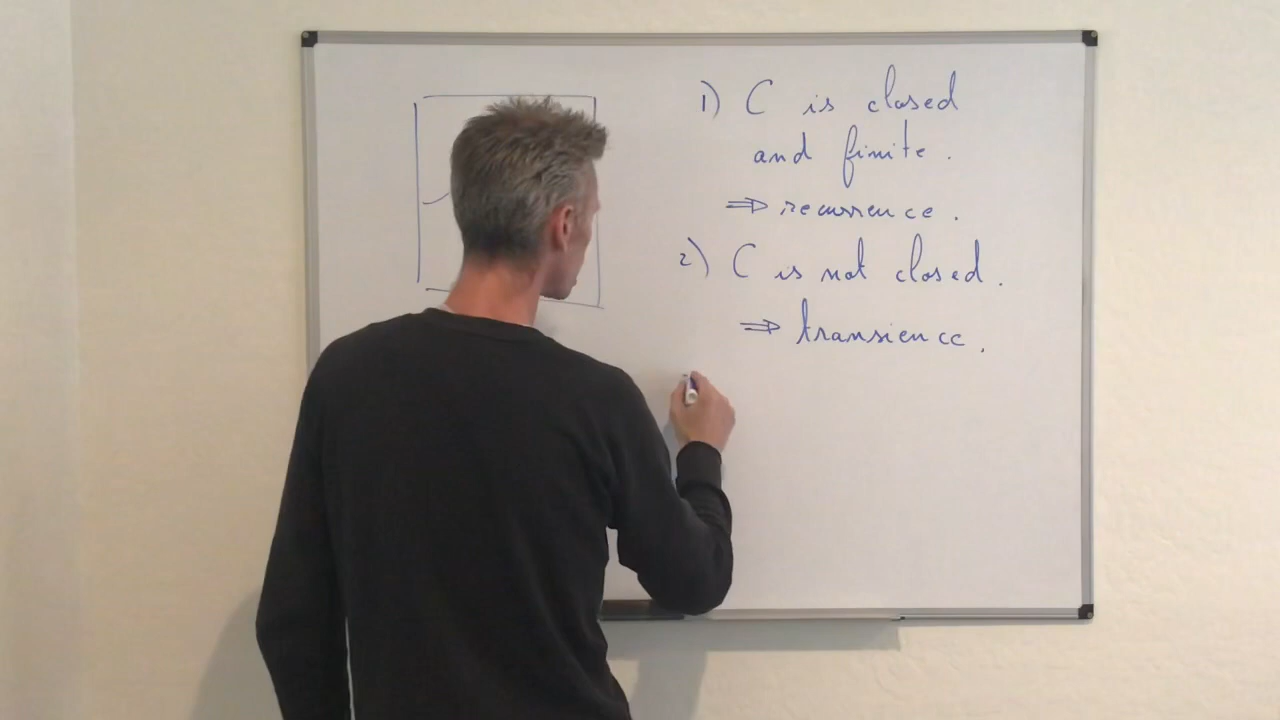 1) C is closed
and finite.
⇒ recurrence.
2) C is not closed.
⇒ transience.